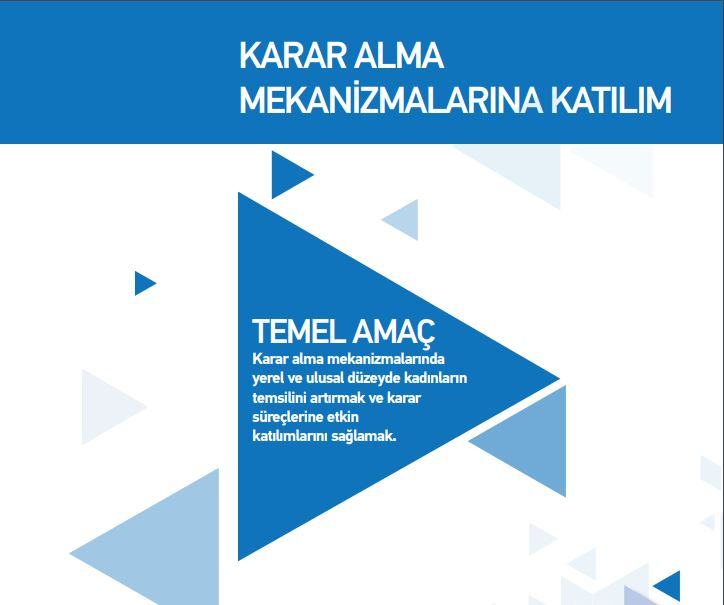 KARAR ALMA
MEKANİZMALARINA KATILIM
TEMEL AMAÇ
Karar alma mekanizmalarında
yerel ve ulusal düzeyde kadınların
temsilini artırmak ve karar
süreçlerine etkin
katılımlarını sağlamak.